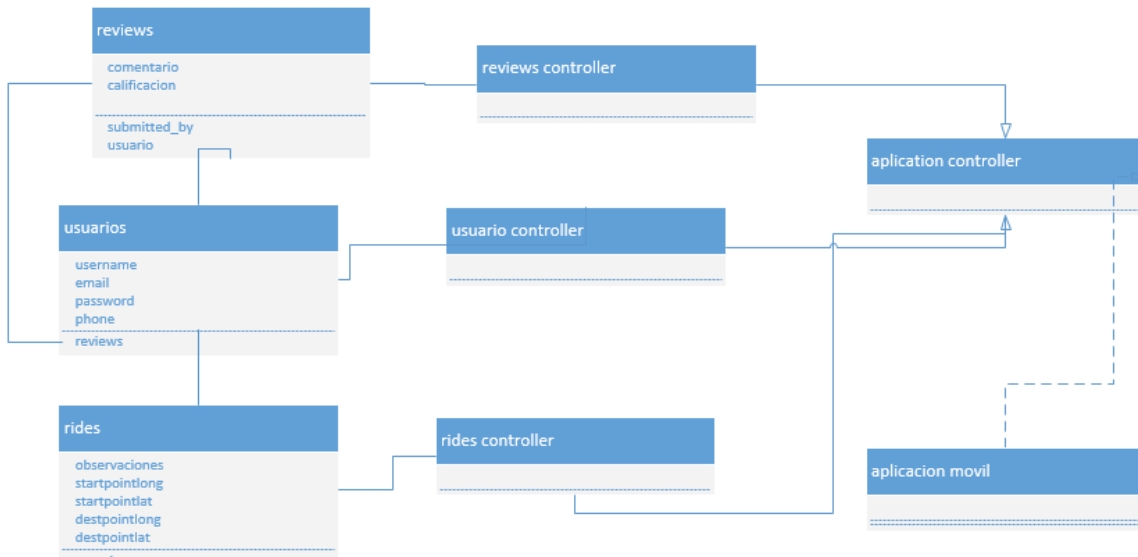 reviews
comentario
calificacion
submitted_by
usuario
reviews controller
aplication controller
usuarios
username
email
password
phone
reviews
usuario controller
rides
observaciones
startpointlong
startpointlat
destpointlong
destpointlat
rides controller
aplicacion movil